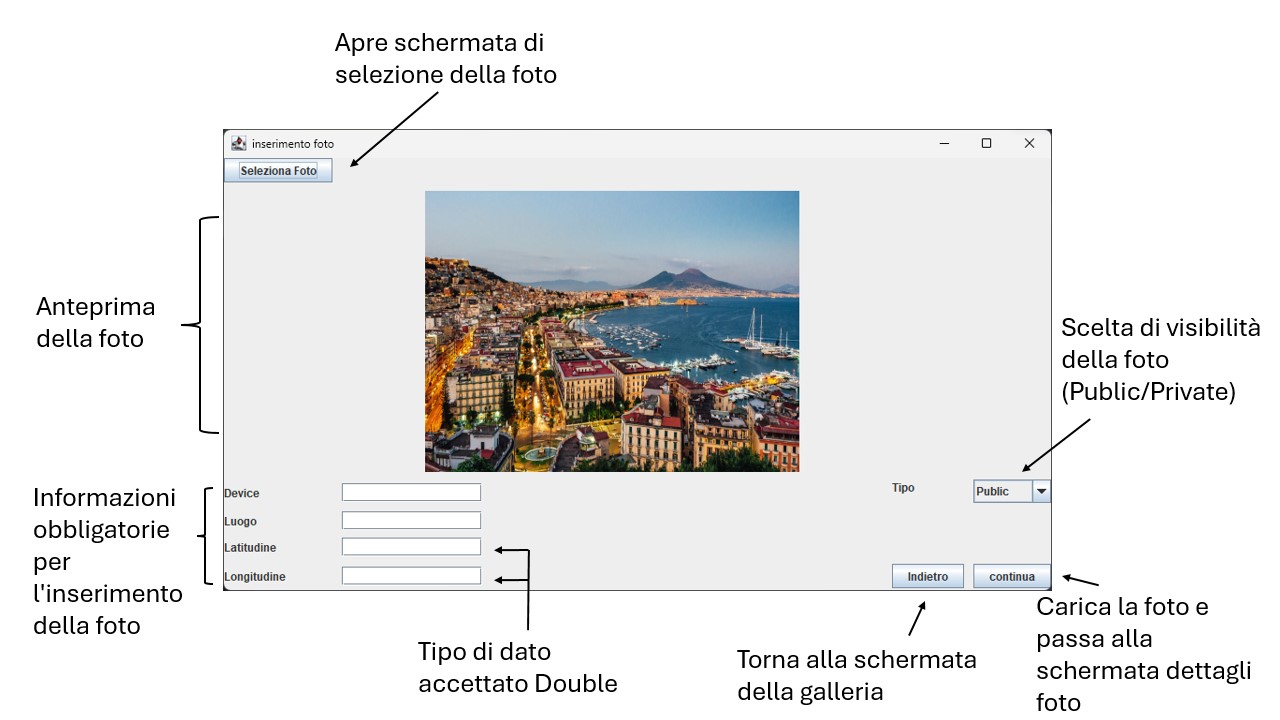 Apre schermata di
selezione della foto
inserimento foto
Seleziona Foto
Anteprima
della foto
Scelta di visibilità
della foto
(Public/Private)
Informazioni
obbligatorie
per
l'inserimento
della foto
Device
Luogo
Latitudine
Longitudine
Tipo
Public
Indietro
continua
Tipo di dato
accettato Double
Torna alla schermata
della galleria
Carica la foto e
passa alla
schermata dettagli
foto